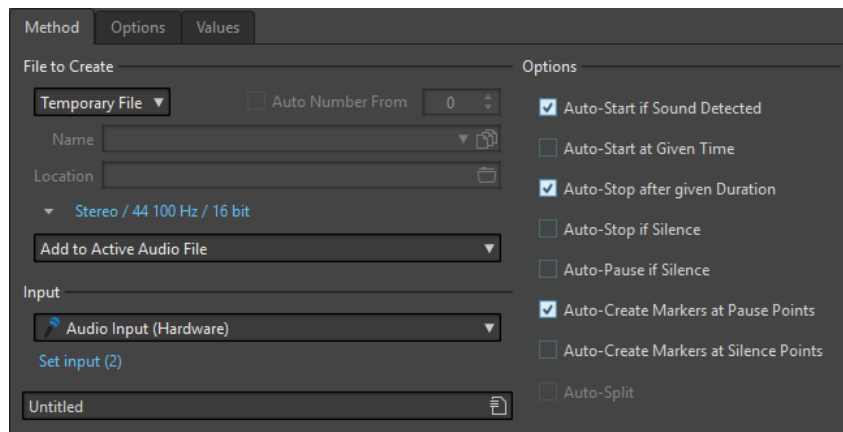 Method Options Values
File to Create
Temporary File Auto Number From 0
Name
Location
Stereo / 44 100 Hz / 16 bit
Add to Active Audio File
Input
Audio Input (Hardware)
Set input (2)
Untitled
Options
Auto-Start if Sound Detected
Auto-Start at Given Time
Auto-Stop after given Duration
Auto-Stop if Silence
Auto-Pause if Silence
Auto-Create Markers at Pause Points
Auto-Create Markers at Silence Points
Auto-Split